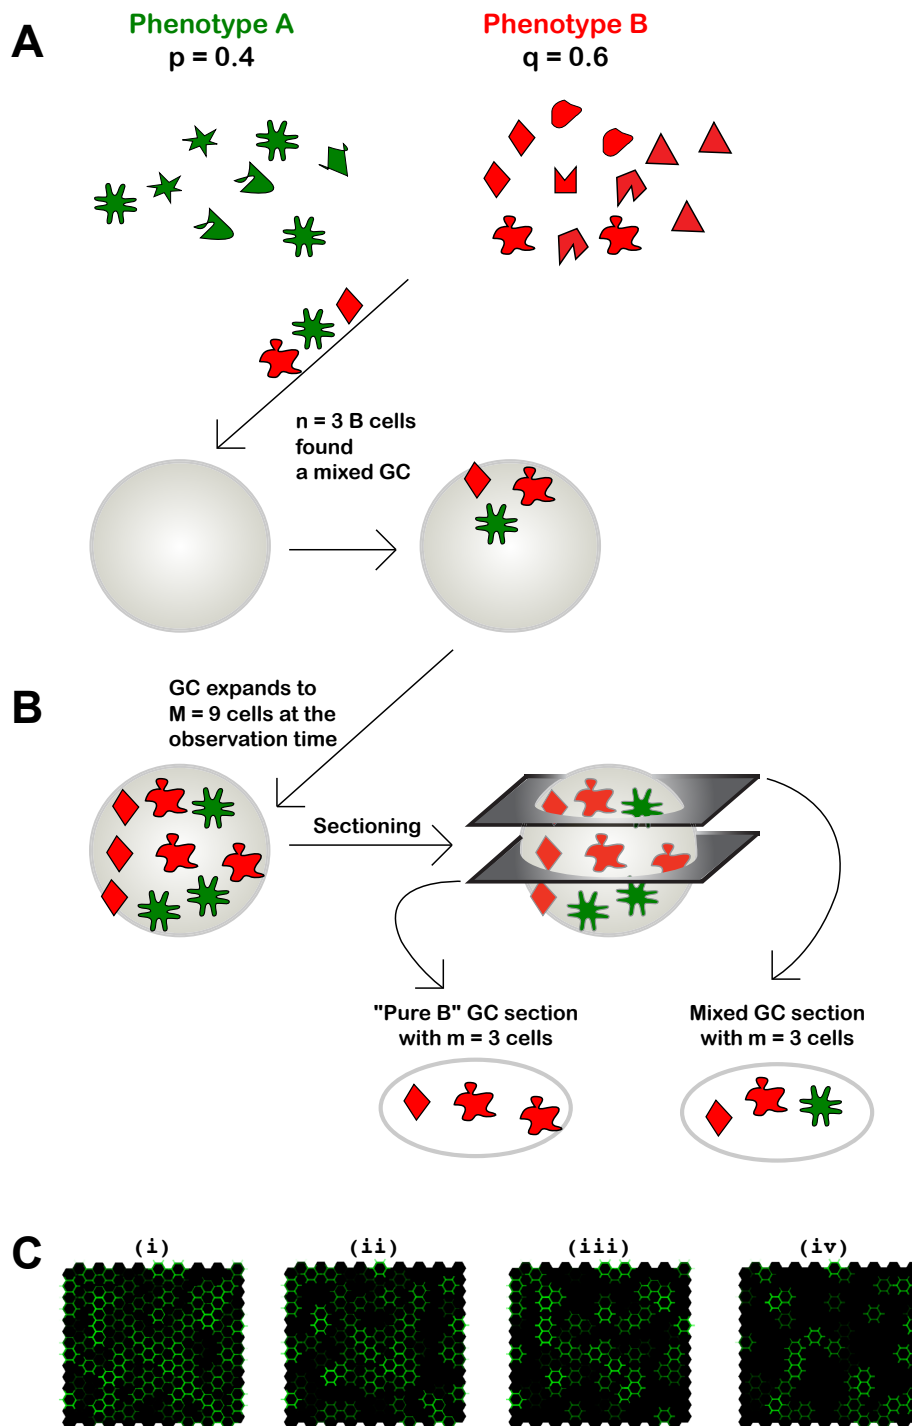 A
Phenotype A
p = 0.4
Phenotype B
q = 0.6
n = 3 B cells
found
a mixed GC
B
GC expands to
M = 9 cells at the
observation time
Sectioning
"Pure B" GC section
with m = 3 cells
Mixed GC section
with m = 3 cells
C
(i)
(ii)
(iii)
(iv)